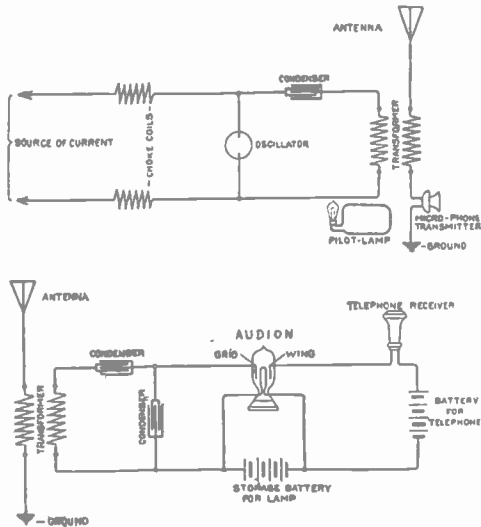 ANTENNA
CONDENSER
SOURCE OF CURRENT
- CHOKE COILS -
OSCILLATOR
TRANSFORMER
PILOT-LAMP
MICRO-PHONE
TRANSMITTER
- GROUND
ANTENNA
TELEPHONE RECEIVER
AUDION
GRID
WING
CONDENSER
CONDENSER
TRANSFORMER
BATTERY
FOR
TELEPHONE
STORAGE BATTERY
FOR LAMP
- GROUND